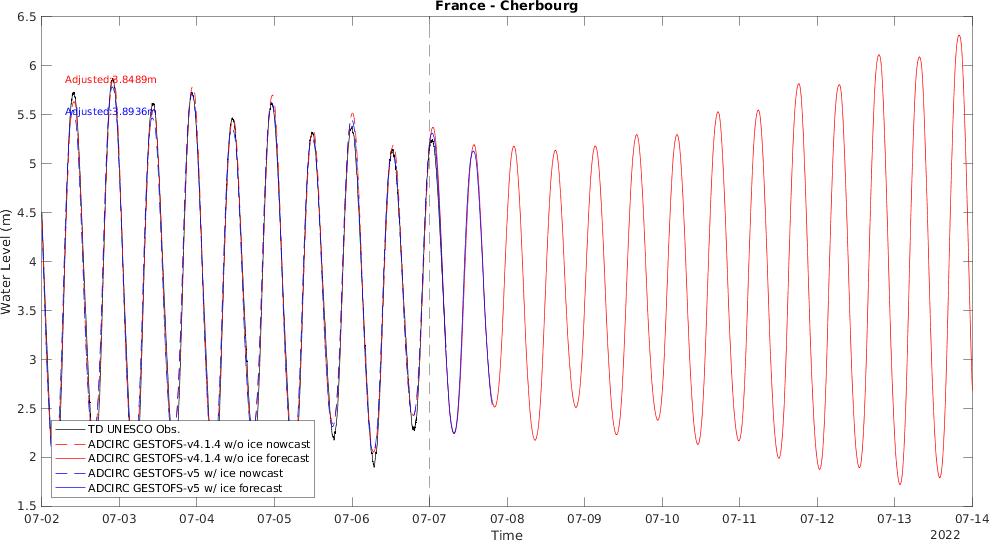 France - Cherbourg
Water Level (m)
6.5
6
5.5
5
4.5
4
3.5
3
2.5
2
1.5
Adjusted:3.8489m
Adjusted:3.8936m
TD UNESCO Obs.
ADCIRC GESTOFS-v4.1.4 w/o ice nowcast
ADCIRC GESTOFS-v4.1.4 w/o ice forecast
ADCIRC GESTOFS-v5 w/ ice nowcast
ADCIRC GESTOFS-v5 w/ ice forecast
07-02 07-03 07-04 07-05 07-06 07-07 07-08 07-09 07-10 07-11 07-12 07-13 07-14
Time
2022